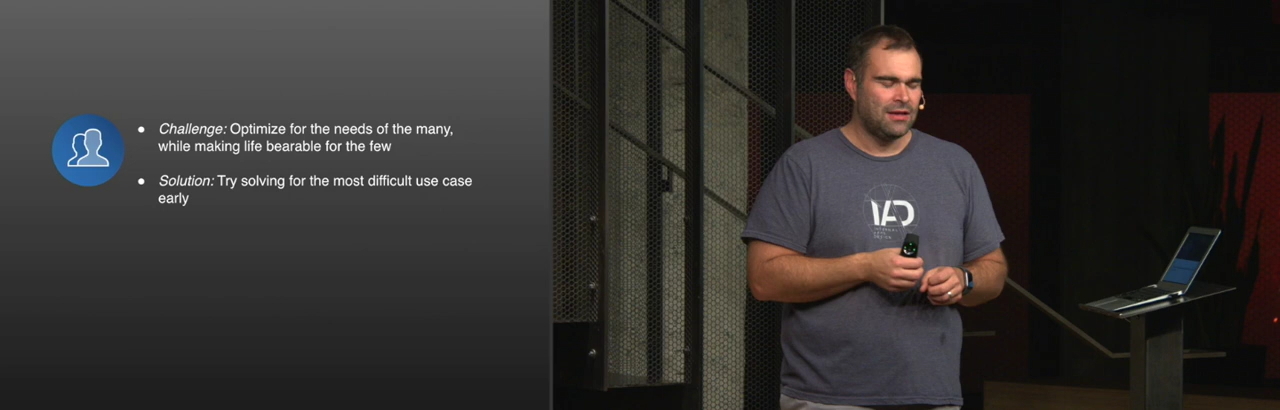 ● Challenge: Optimize for the needs of the many,
while making life bearable for the few
● Solution: Try solving for the most difficult use case
early
IAD